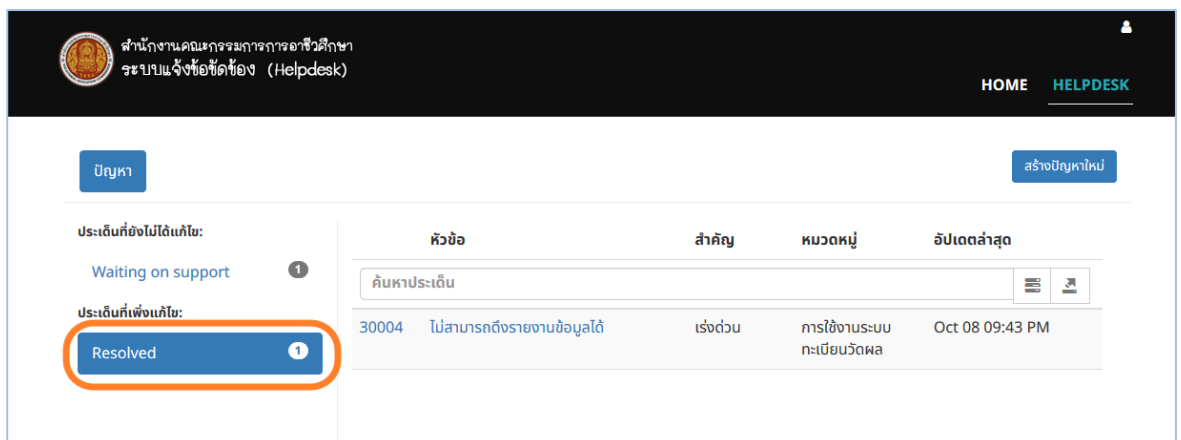 สำนักงานคณะกรรมการการอาชีวศึกษา
ระบบแจ้งข้อขัดข้อง (Helpdesk)
HOME HELPDESK
ปัญหา
สร้างปัญหาใหม่
ประเด็นที่ยังไม่ได้แก้ไข:
Waiting on support 1
ประเด็นที่เพิ่งแก้ไข:
Resolved 1
หัวข้อ สำคัญ หมวดหมู่ อัปเดตล่าสุด
ค้นหาประเด็น
30004 ไม่สามารถดึงรายงานข้อมูลได้ เร่งด่วน การใช้งานระบบ Oct 08 09:43 PM
ทะเบียนวัดผล